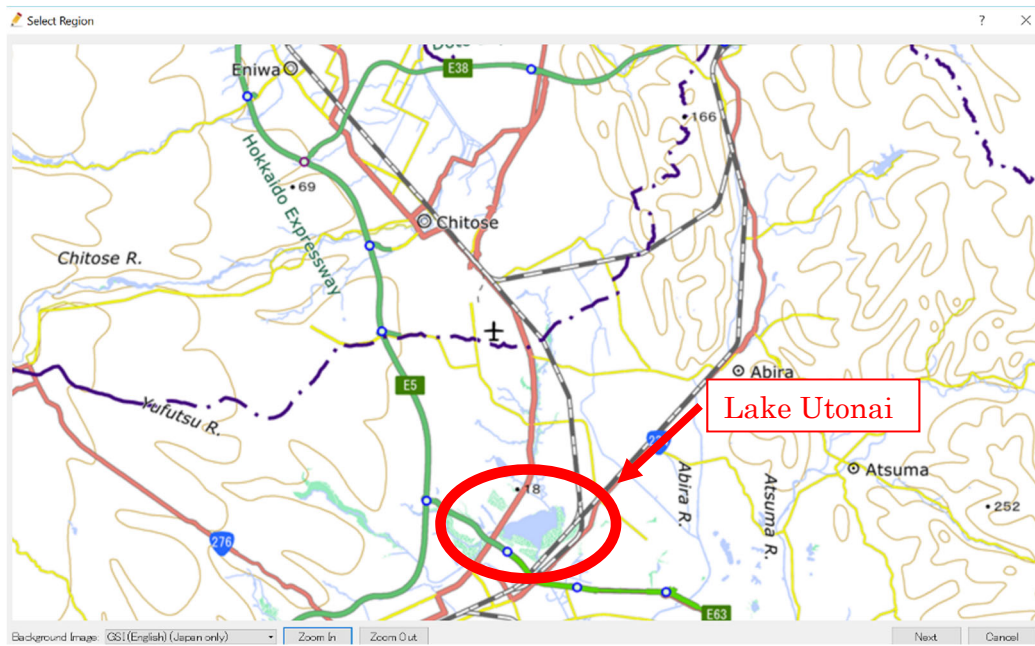 Select Region
?
E38
Eniwa
166
Hokkaido Expressway
69
Chitose
Chitose R.
E5
Abira
Yufutsu R.
Lake Utonai
Abira R.
Atsuma R.
Atsuma
18
252
276
E63
Background Image: GSI (English) (Japan only)
Zoom In
Zoom Out
Next
Cancel